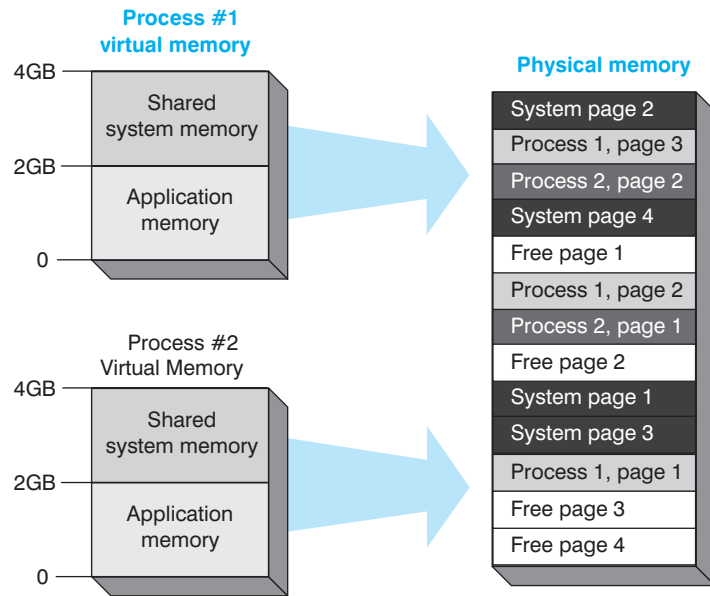 Process #1
virtual memory
4GB
Shared
system memory
2GB
Application
memory
0
Process #2
Virtual Memory
4GB
Shared
system memory
2GB
Application
memory
0
Physical memory
System page 2
Process 1, page 3
Process 2, page 2
System page 4
Free page 1
Process 1, page 2
Process 2, page 1
Free page 2
System page 1
System page 3
Process 1, page 1
Free page 3
Free page 4